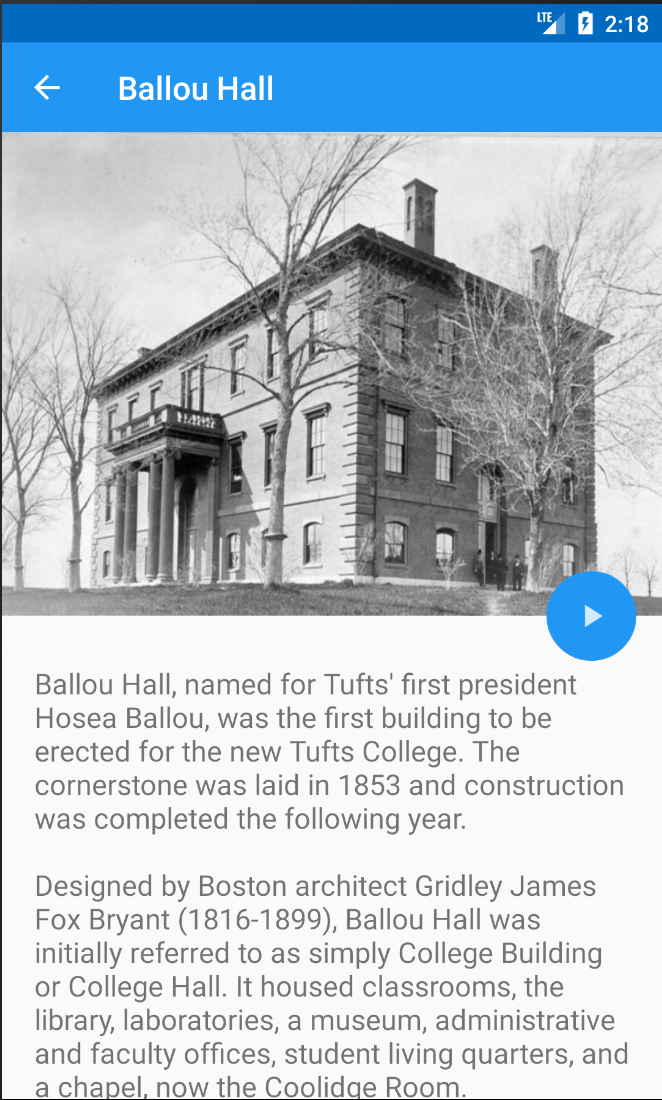 LTE 2:18
Ballou Hall
Ballou Hall, named for Tufts' first president
Hosea Ballou, was the first building to be
erected for the new Tufts College. The
cornerstone was laid in 1853 and construction
was completed the following year.
Designed by Boston architect Gridley James
Fox Bryant (1816-1899), Ballou Hall was
initially referred to as simply College Building
or College Hall. It housed classrooms, the
library, laboratories, a museum, administrative
and faculty offices, student living quarters, and
a chapel, now the Coolidge Room.